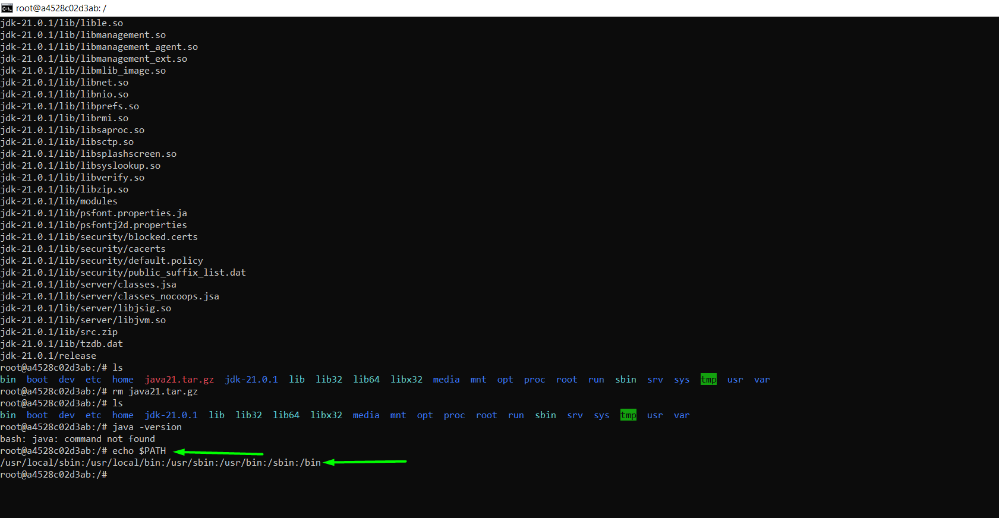 root@a4528c02d3ab: /
jdk-21.0.1/lib/lible.so
jdk-21.0.1/lib/libmanagement.so
jdk-21.0.1/lib/libmanagement_agent.so
jdk-21.0.1/lib/libmanagement_ext.so
jdk-21.0.1/lib/libmlib_image.so
jdk-21.0.1/lib/libnet.so
jdk-21.0.1/lib/libnio.so
jdk-21.0.1/lib/libprefs.so
jdk-21.0.1/lib/librmi.so
jdk-21.0.1/lib/libsaproc.so
jdk-21.0.1/lib/libsctp.so
jdk-21.0.1/lib/libsplashscreen.so
jdk-21.0.1/lib/libsyslookup.so
jdk-21.0.1/lib/libverify.so
jdk-21.0.1/lib/libzip.so
jdk-21.0.1/lib/modules
jdk-21.0.1/lib/psfont.properties.ja
jdk-21.0.1/lib/psfontj2d.properties
jdk-21.0.1/lib/security/blocked.certs
jdk-21.0.1/lib/security/cacerts
jdk-21.0.1/lib/security/default.policy
jdk-21.0.1/lib/security/public_suffix_list.dat
jdk-21.0.1/lib/server/classes.jsa
jdk-21.0.1/lib/server/classes_nocoops.jsa
jdk-21.0.1/lib/server/libjsig.so
jdk-21.0.1/lib/server/libjvm.so
jdk-21.0.1/lib/src.zip
jdk-21.0.1/lib/tzdb.dat
jdk-21.0.1/release
root@a4528c02d3ab:/# ls
bin boot dev etc home java21.tar.gz jdk-21.0.1 lib lib32 lib64 libx32 media mnt opt proc root run sbin srv sys tmp usr var
root@a4528c02d3ab:/# rm java21.tar.gz
root@a4528c02d3ab:/# ls
bin boot dev etc home jdk-21.0.1 lib lib32 lib64 libx32 media mnt opt proc root run sbin srv sys tmp usr var
root@a4528c02d3ab:/# java -version
bash: java: command not found
root@a4528c02d3ab:/# echo $PATH
/usr/local/sbin:/usr/local/bin:/usr/sbin:/usr/bin:/sbin:/bin
root@a4528c02d3ab:/#